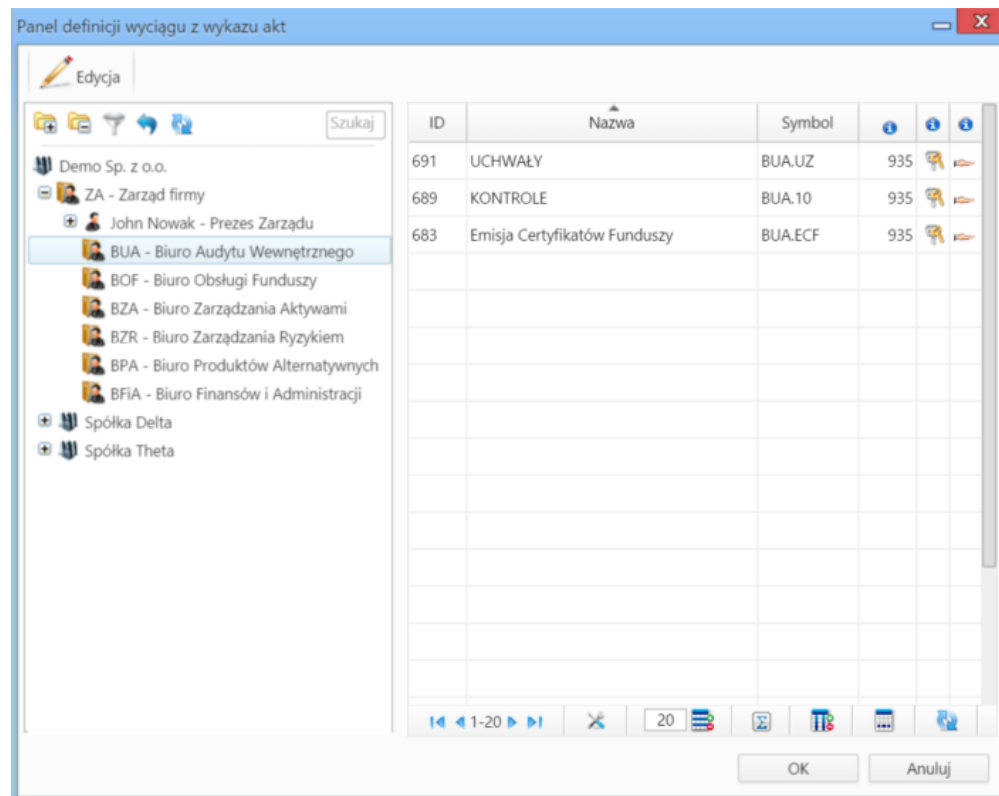 Panel definicji wyciągu z wykazu akt
X
Edycja
Szukaj
Demo Sp. z o.o.
ZA - Zarząd firmy
John Nowak - Prezes Zarządu
BUA - Biuro Audytu Wewnętrznego
BOF - Biuro Obsługi Funduszy
BZA - Biuro Zarządzania Aktywami
BZR - Biuro Zarządzania Ryzykiem
BPA - Biuro Produktów Alternatywnych
BFiA - Biuro Finansów i Administracji
Spółka Delta
Spółka Theta
ID Nazwa Symbol
691 UCHWAŁY BUA.UZ 935
689 KONTROLE BUA.10 935
683 Emisja Certyfikatów Funduszy BUA.ECF 935
1-20 20 Σ
OK Anuluj